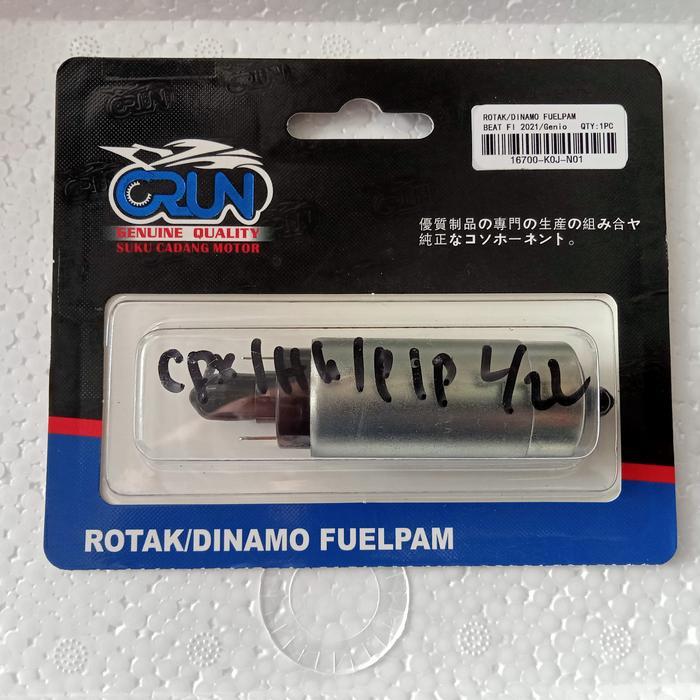 ROTAK/DINAMO FUELPAM
BEAT FI 2021/Genio QTY:1PC
16700-K0J-N01
CRUN
GENUINE QUALITY
SUKU CADANG MOTOR
優質制品の專門の生産の組み合ヤ
純正なコソホーネント。
ROTAK/DINAMO FUELPAM